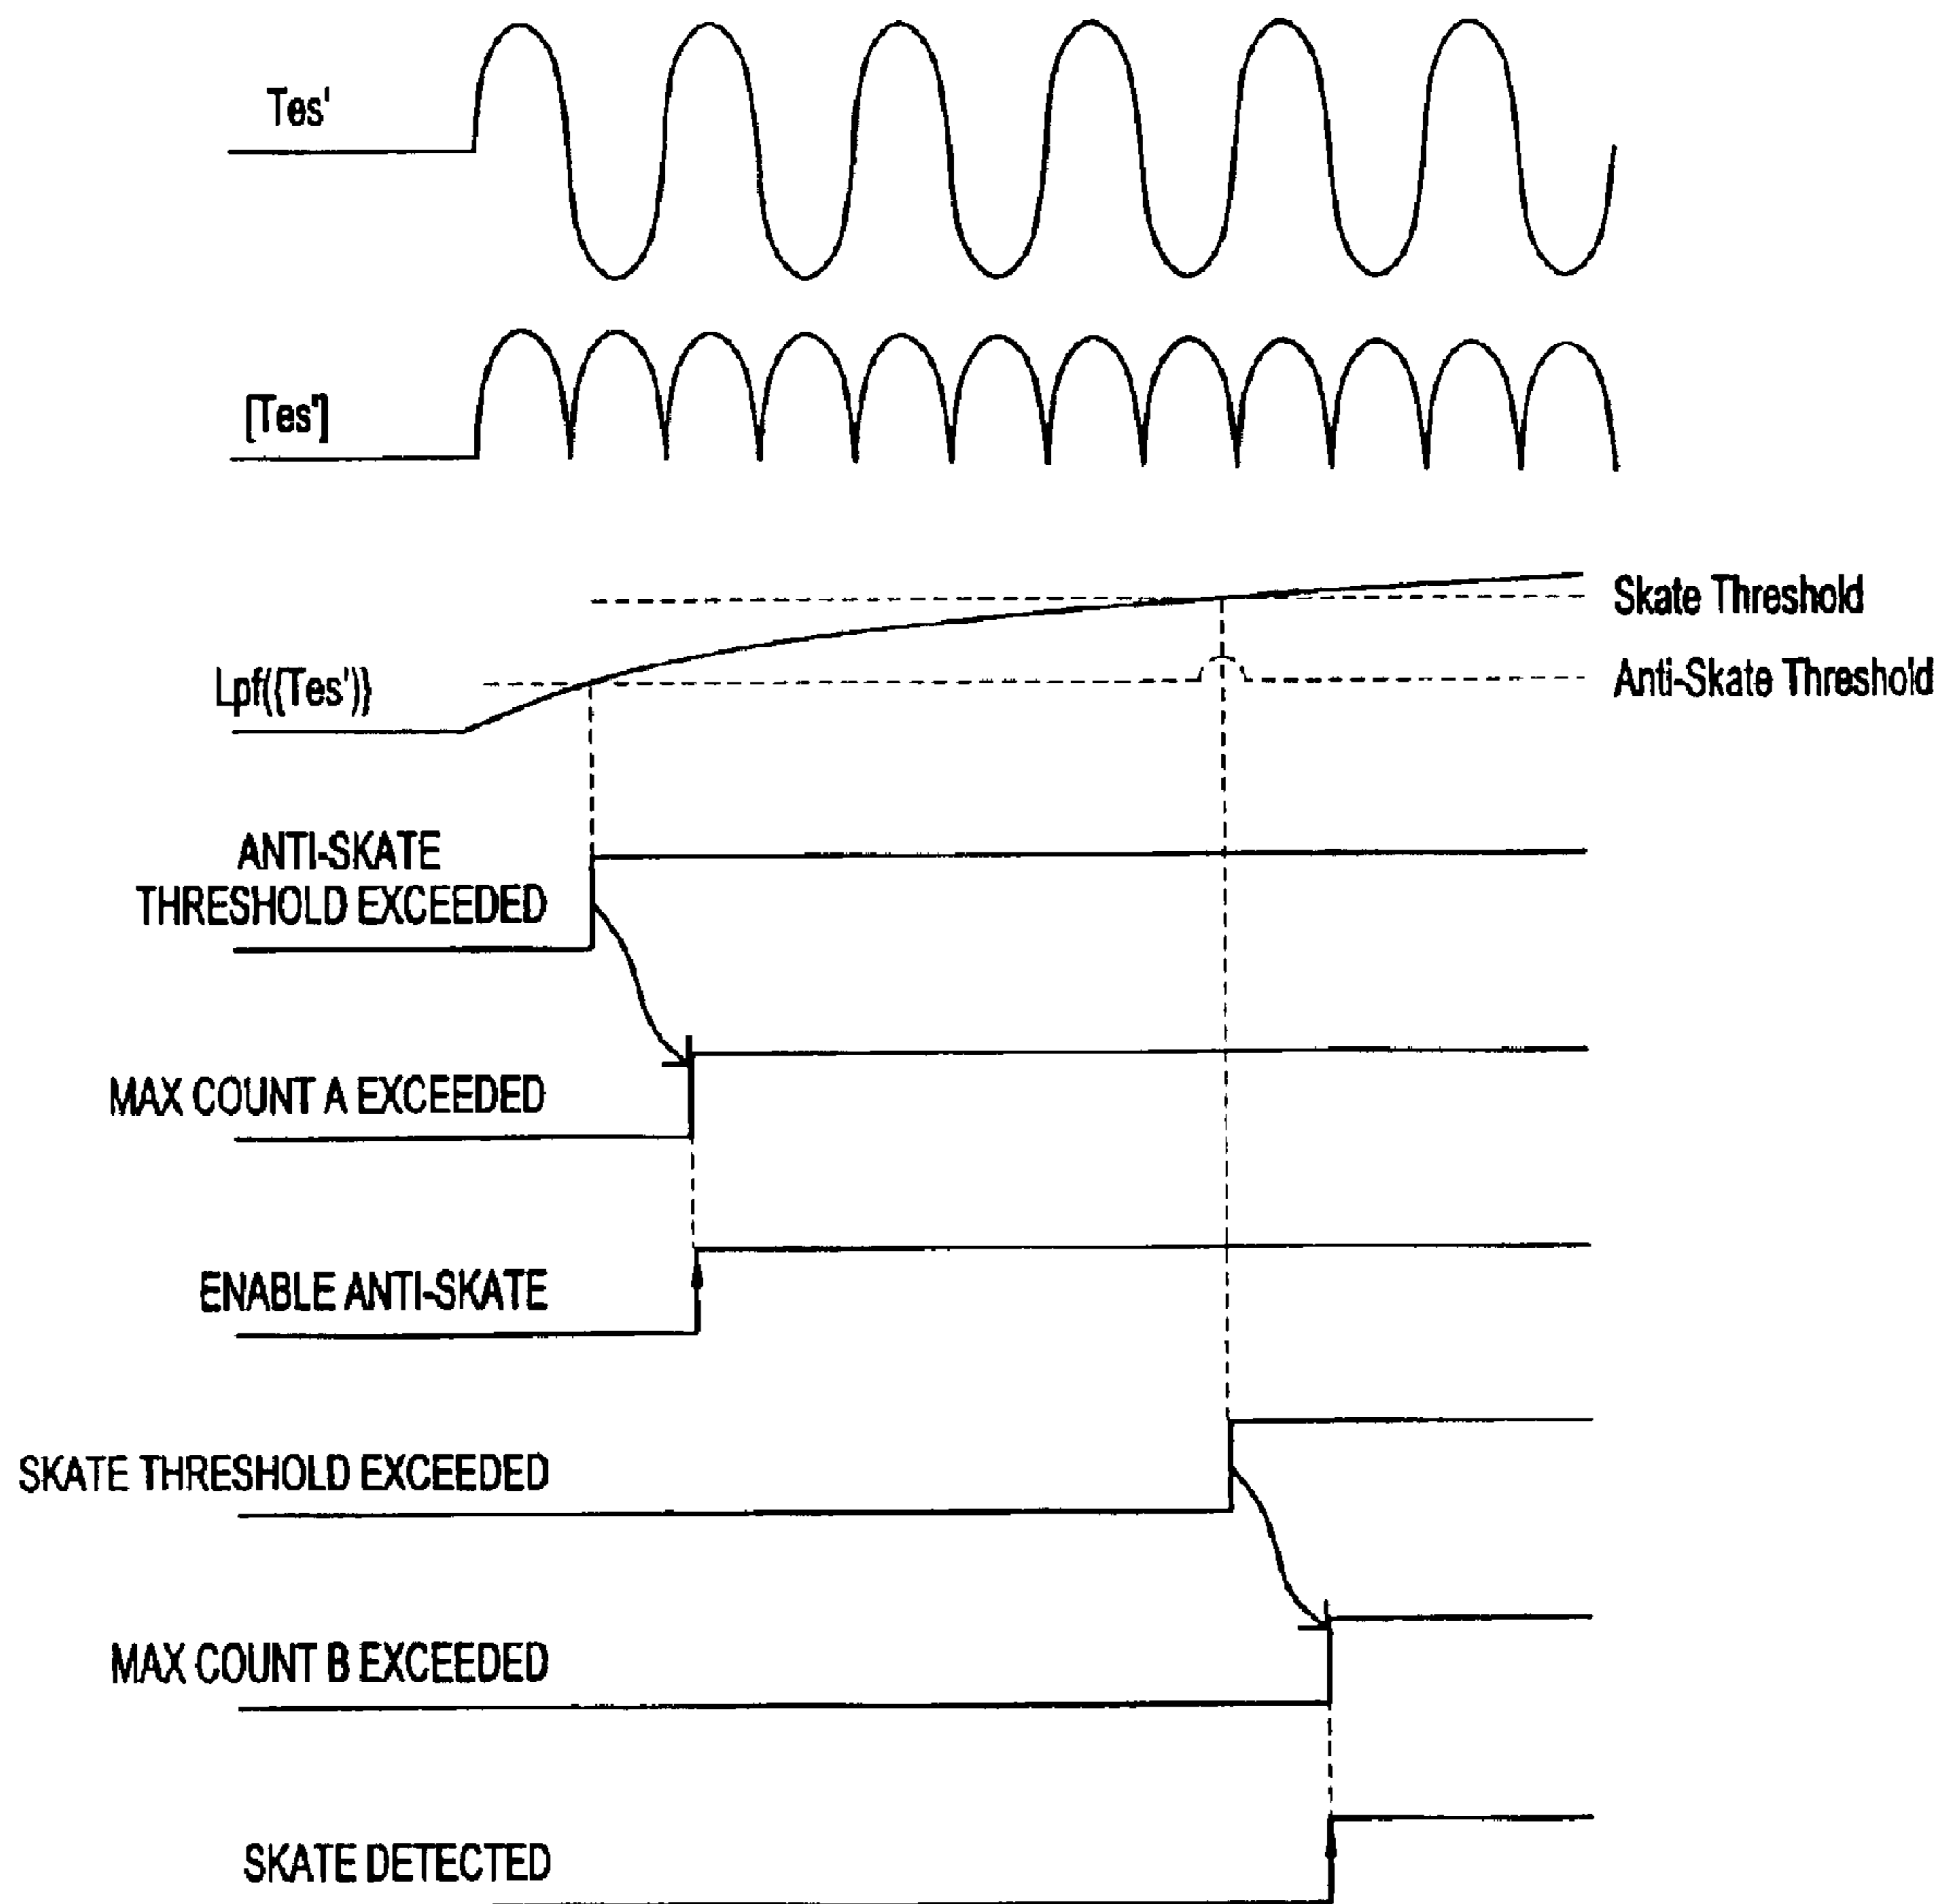 Tes'
[Tes']
Skate Threshold
Lpf({Tes')}
Anti-Skate Threshold
ANTI-SKATE
THRESHOLD EXCEEDED
MAX COUNT A EXCEEDED
ENABLE ANTI-SKATE
SKATE THRESHOLD EXCEEDED
MAX COUNT B EXCEEDED
SKATE DETECTED